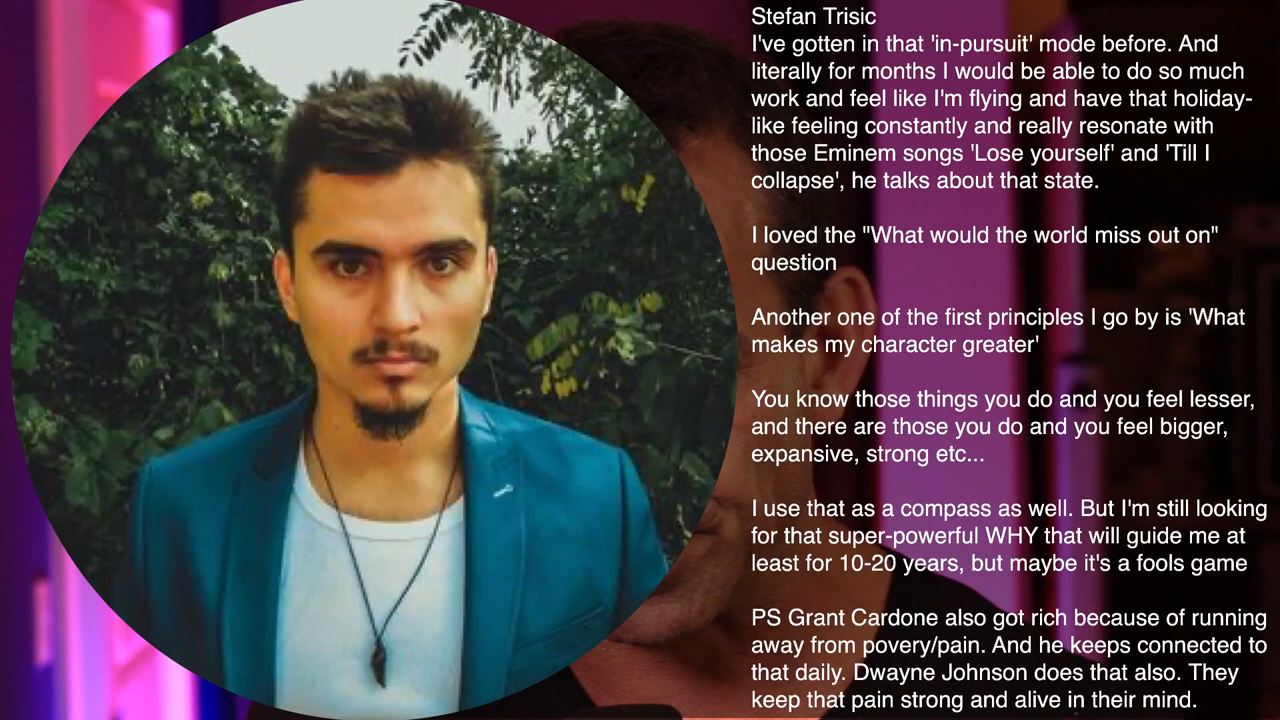 Stefan Trisic
I've gotten in that 'in-pursuit' mode before. And
literally for months I would be able to do so much
work and feel like I'm flying and have that holiday-
like feeling constantly and really resonate with
those Eminem songs 'Lose yourself' and 'Till I
collapse', he talks about that state.
I loved the "What would the world miss out on"
question
Another one of the first principles I go by is 'What
makes my character greater'
You know those things you do and you feel lesser,
and there are those you do and you feel bigger,
expansive, strong etc...
I use that as a compass as well. But I'm still looking
for that super-powerful WHY that will guide me at
least for 10-20 years, but maybe it's a fools game
PS Grant Cardone also got rich because of running
away from povery/pain. And he keeps connected to
that daily. Dwayne Johnson does that also. They
keep that pain strong and alive in their mind.